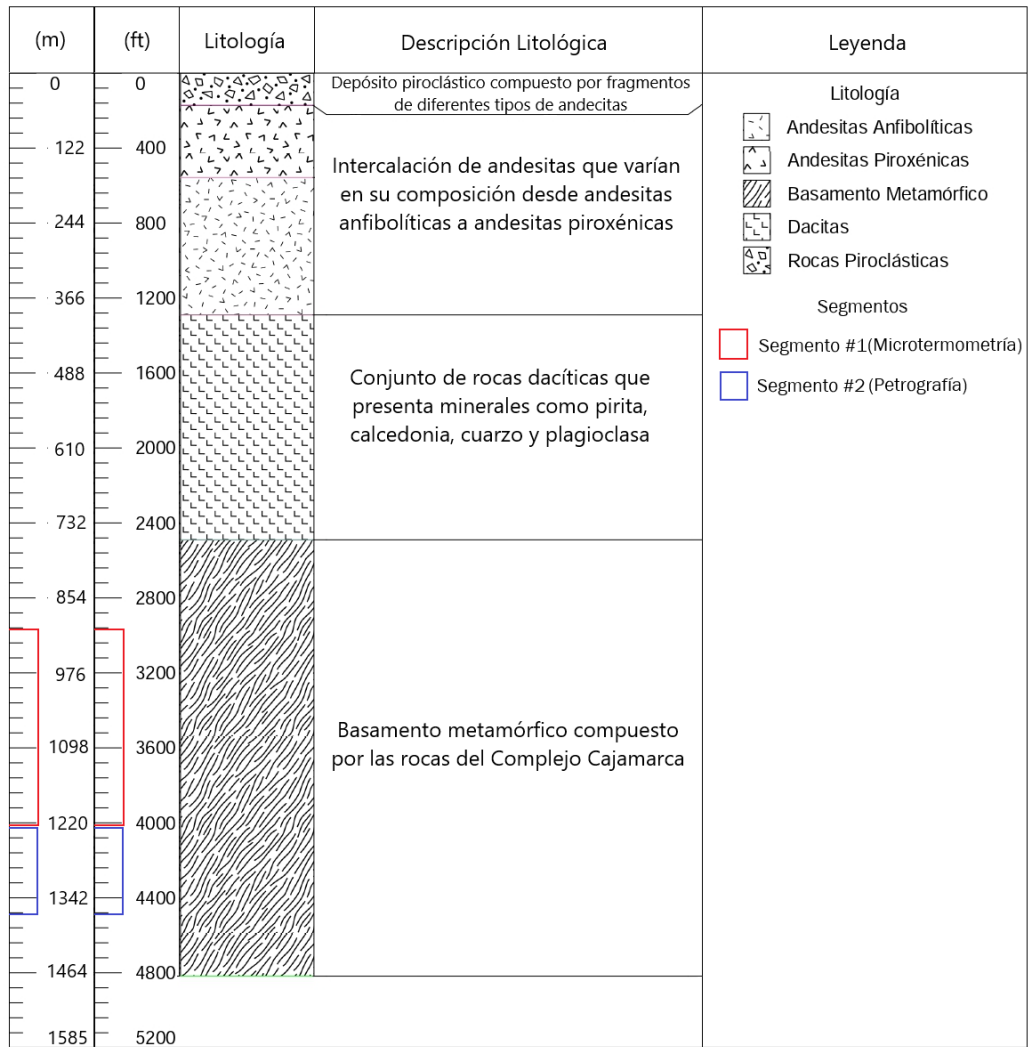 (m)
(ft)
Litología
Descripción Litológica
Leyenda
0
122
244
366
488
610
732
854
976
1098
1220
1342
1464
1585
0
400
800
1200
1600
2000
2400
2800
3200
3600
4000
4400
4800
5200
Depósito piroclástico compuesto por fragmentos
de diferentes tipos de andecitas
Intercalación de andesitas que varían
en su composición desde andesitas
anfibolíticas a andesitas piroxénicas
Conjunto de rocas dacíticas que
presenta minerales como pirita,
calcedonia, cuarzo y plagioclasa
Basamento metamórfico compuesto
por las rocas del Complejo Cajamarca
Litología
Andesitas Anfibolíticas
Andesitas Piroxénicas
Basamento Metamórfico
Dacitas
Rocas Piroclásticas
Segmentos
Segmento #1(Microtermometría)
Segmento #2 (Petrografía)